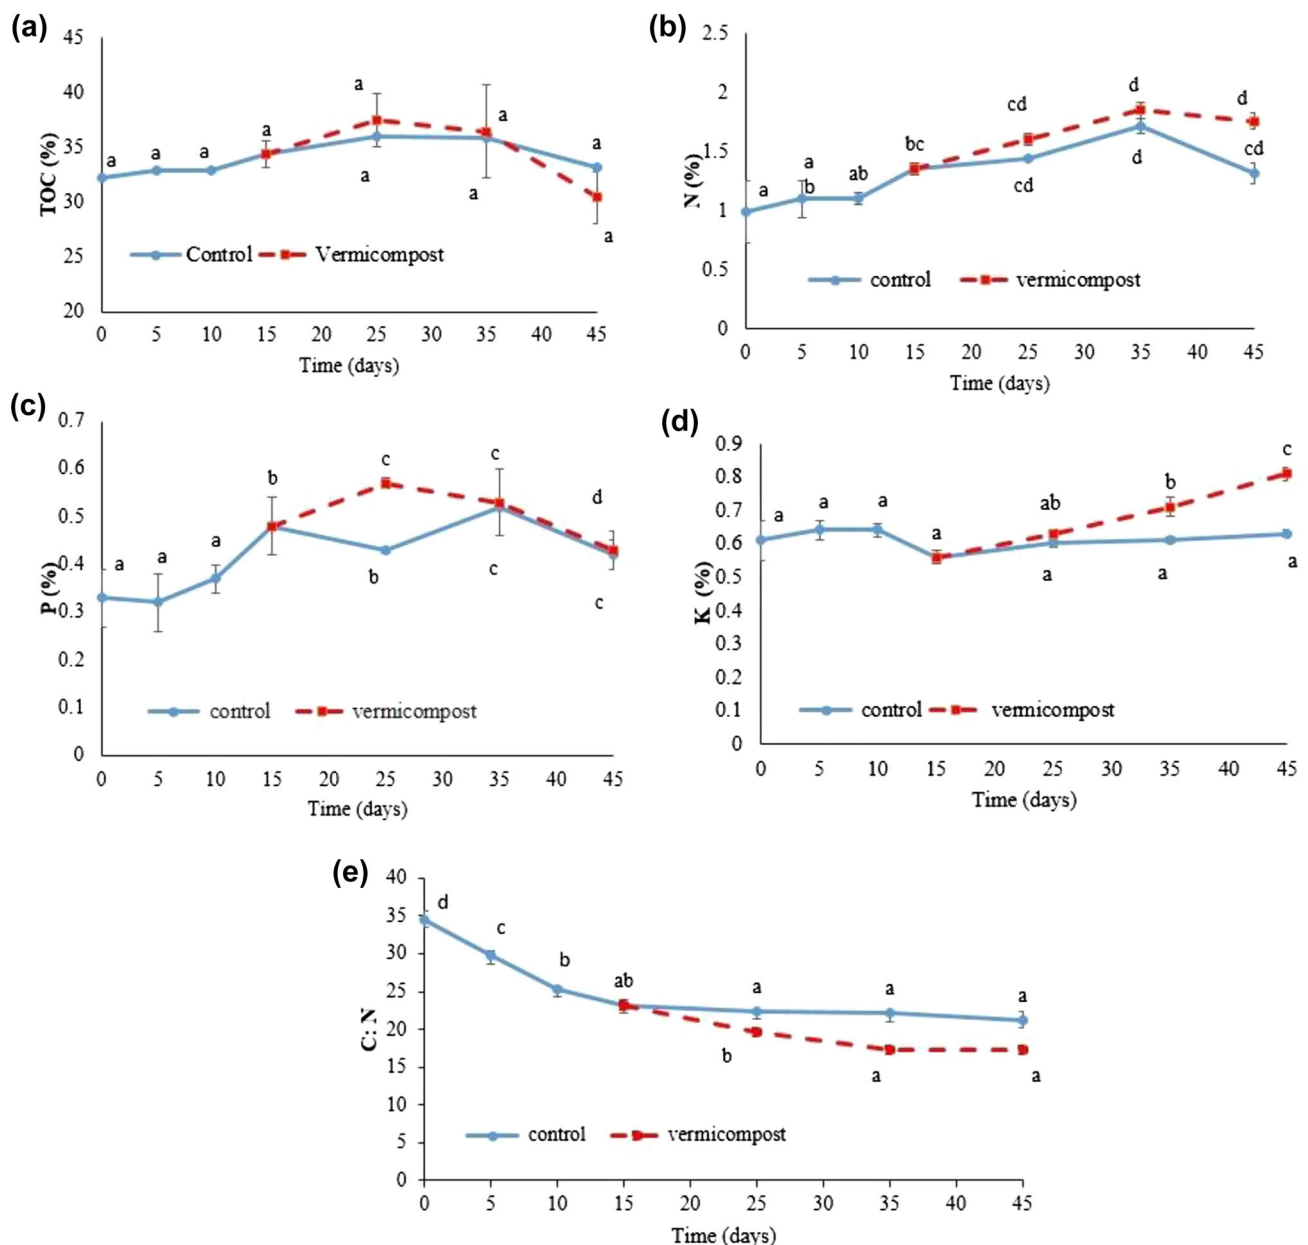 (a)
45
40
35
30
25
20
TOC (%)
a a a a a a a a a a
Control Vermicompost
0 5 10 15 20 25 30 35 40 45
Time (days)
(b)
2.5
2
1.5
1
0.5
0
N (%)
a a b ab bc cd cd d d d cd
control vermicompost
0 5 10 15 20 25 30 35 40 45
Time (days)
(c)
0.7
0.6
0.5
0.4
0.3
0.2
0.1
0
P (%)
a a a b c b c c d c
control vermicompost
0 5 10 15 20 25 30 35 40 45
Time (days)
(d)
0.9
0.8
0.7
0.6
0.5
0.4
0.3
0.2
0.1
0
K (%)
a a a a ab a b a c a
control vermicompost
0 5 10 15 20 25 30 35 40 45
Time (days)
(e)
40
35
30
25
20
15
10
5
0
C: N
d c b ab a b a a a a
control vermicompost
0 5 10 15 20 25 30 35 40 45
Time (days)